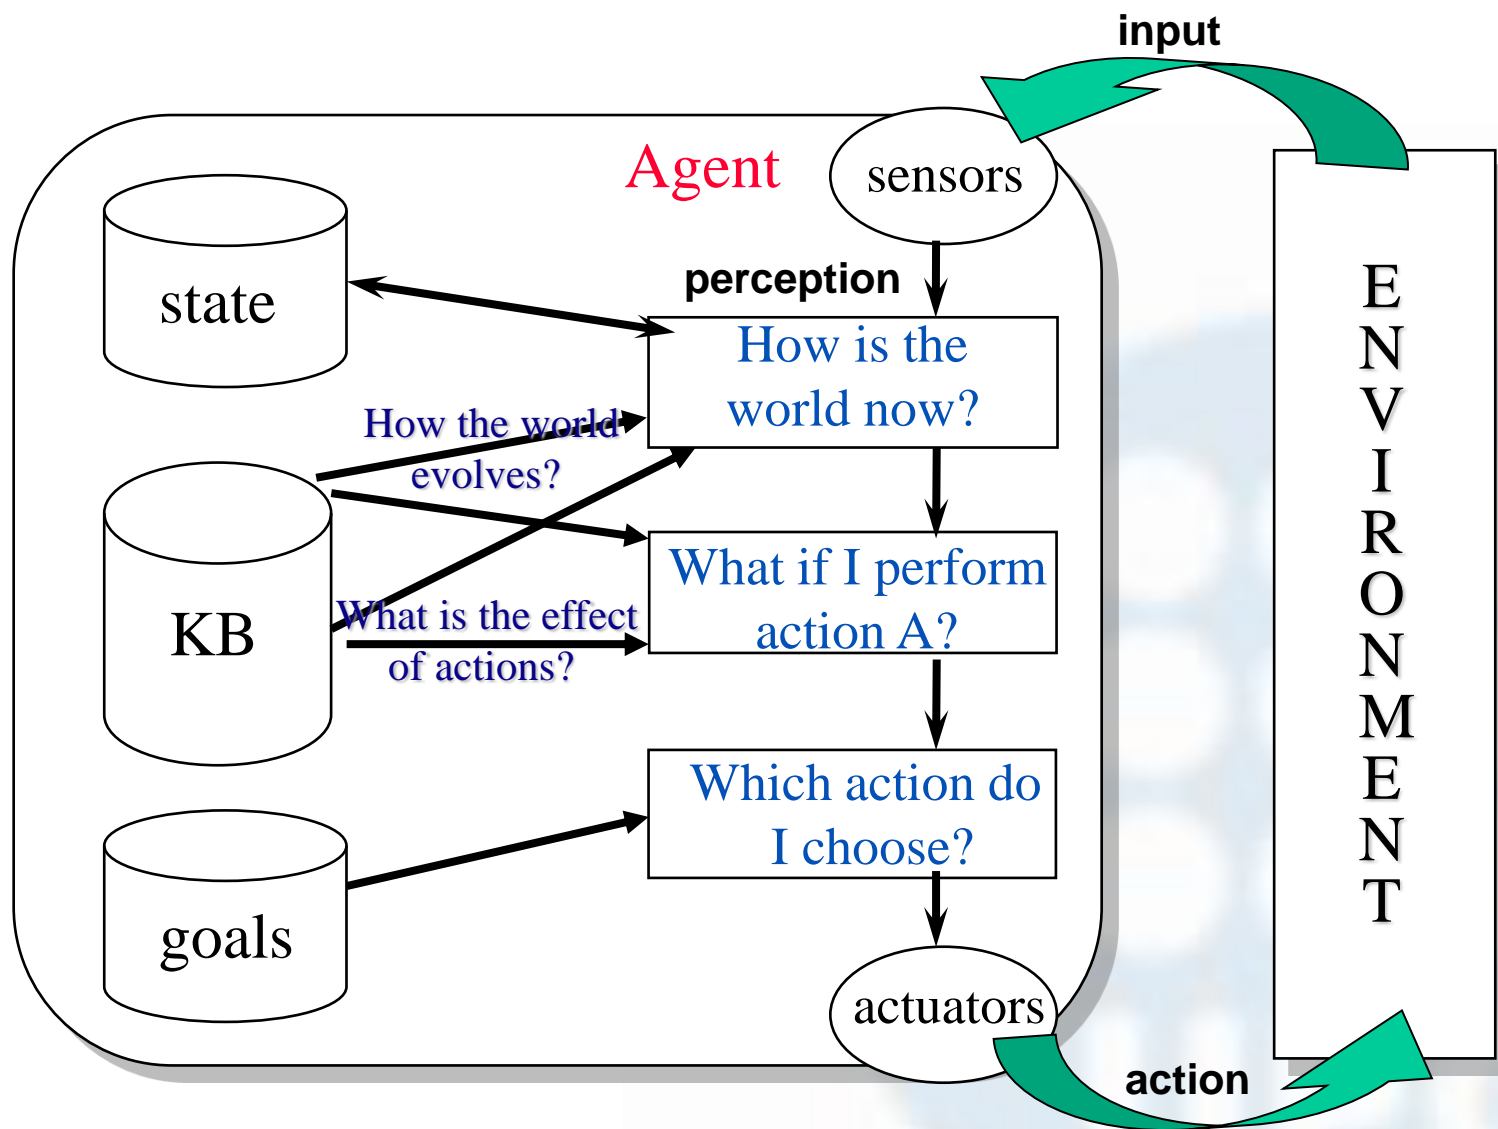 input
Agent
sensors
perception
state
How is the
world now?
How the world
evolves?
What if I perform
action A?
KB
What is the effect
of actions?
Which action do
I choose?
goals
actuators
action
ENVIRONMENT